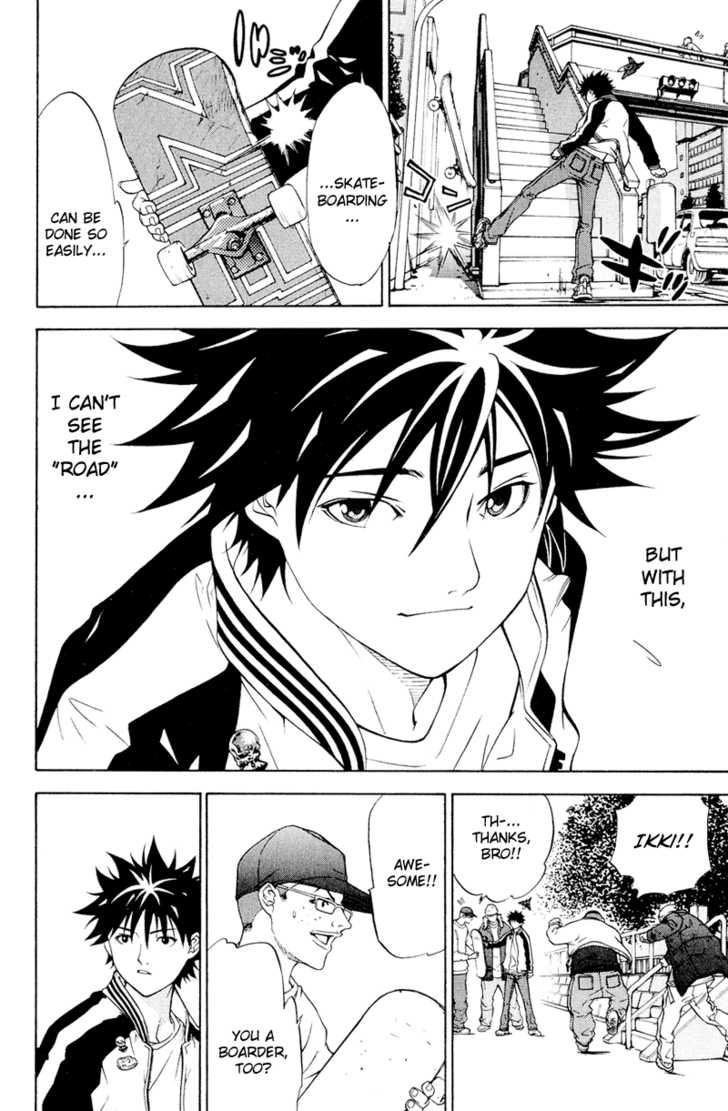 ...SKATE-
BOARDING
...
CAN BE
DONE SO
EASILY...
BUT
WITH
THIS,
I CAN'T
SEE
THE
"ROAD"
...
IKKI!!
TH-...
THANKS,
BRO!!
AWE-
SOME!!
YOU A
BOARDER,
TOO?